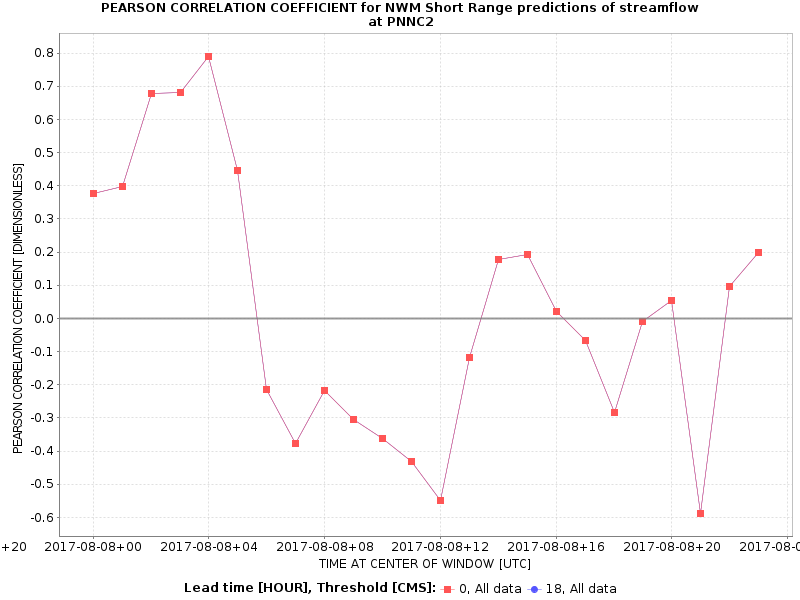 PEARSON CORRELATION COEFFICIENT for NWM Short Range predictions of streamflow
at PNNC2
PEARSON CORRELATION COEFFICIENT [DIMENSIONLESS]
0.8
0.7
0.6
0.5
0.4
0.3
0.2
0.1
0.0
-0.1
-0.2
-0.3
-0.4
-0.5
-0.6
+20 2017-08-08+00 2017-08-08+04 2017-08-08+08 2017-08-08+12 2017-08-08+16 2017-08-08+20 2017-08-0
TIME AT CENTER OF WINDOW [UTC]
Lead time [HOUR], Threshold [CMS]: 0, All data 18, All data